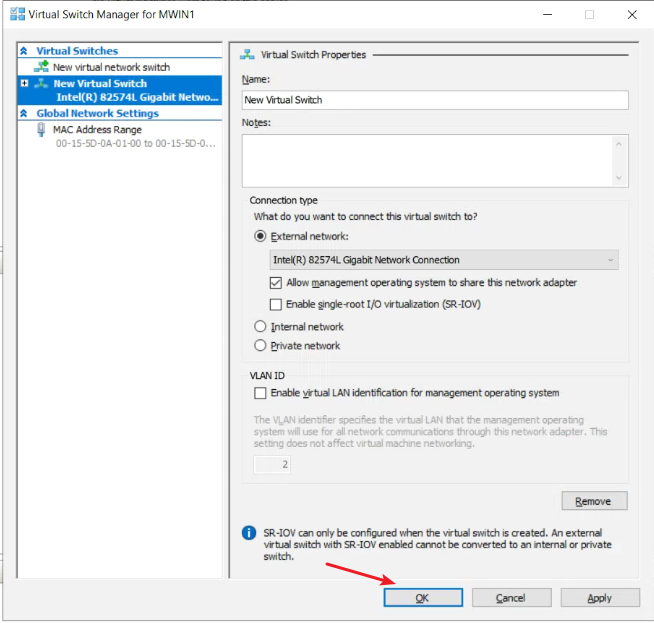 Virtual Switch Manager for MWIN1
Virtual Switches
New virtual network switch
New Virtual Switch
Intel(R) 82574L Gigabit Netwo...
Global Network Settings
MAC Address Range
00-15-5D-0A-01-00 to 00-15-5D-0...
Virtual Switch Properties
Name:
New Virtual Switch
Notes:
Connection type
What do you want to connect this virtual switch to?
External network:
Intel(R) 82574L Gigabit Network Connection
Allow management operating system to share this network adapter
Enable single-root I/O virtualization (SR-IOV)
Internal network
Private network
VLAN ID
Enable virtual LAN identification for management operating system
The VLAN identifier specifies the virtual LAN that the management operating
system will use for all network communications through this network adapter. This
setting does not affect virtual machine networking.
2
Remove
SR-IOV can only be configured when the virtual switch is created. An external
virtual switch with SR-IOV enabled cannot be converted to an internal or private
switch.
OK
Cancel
Apply